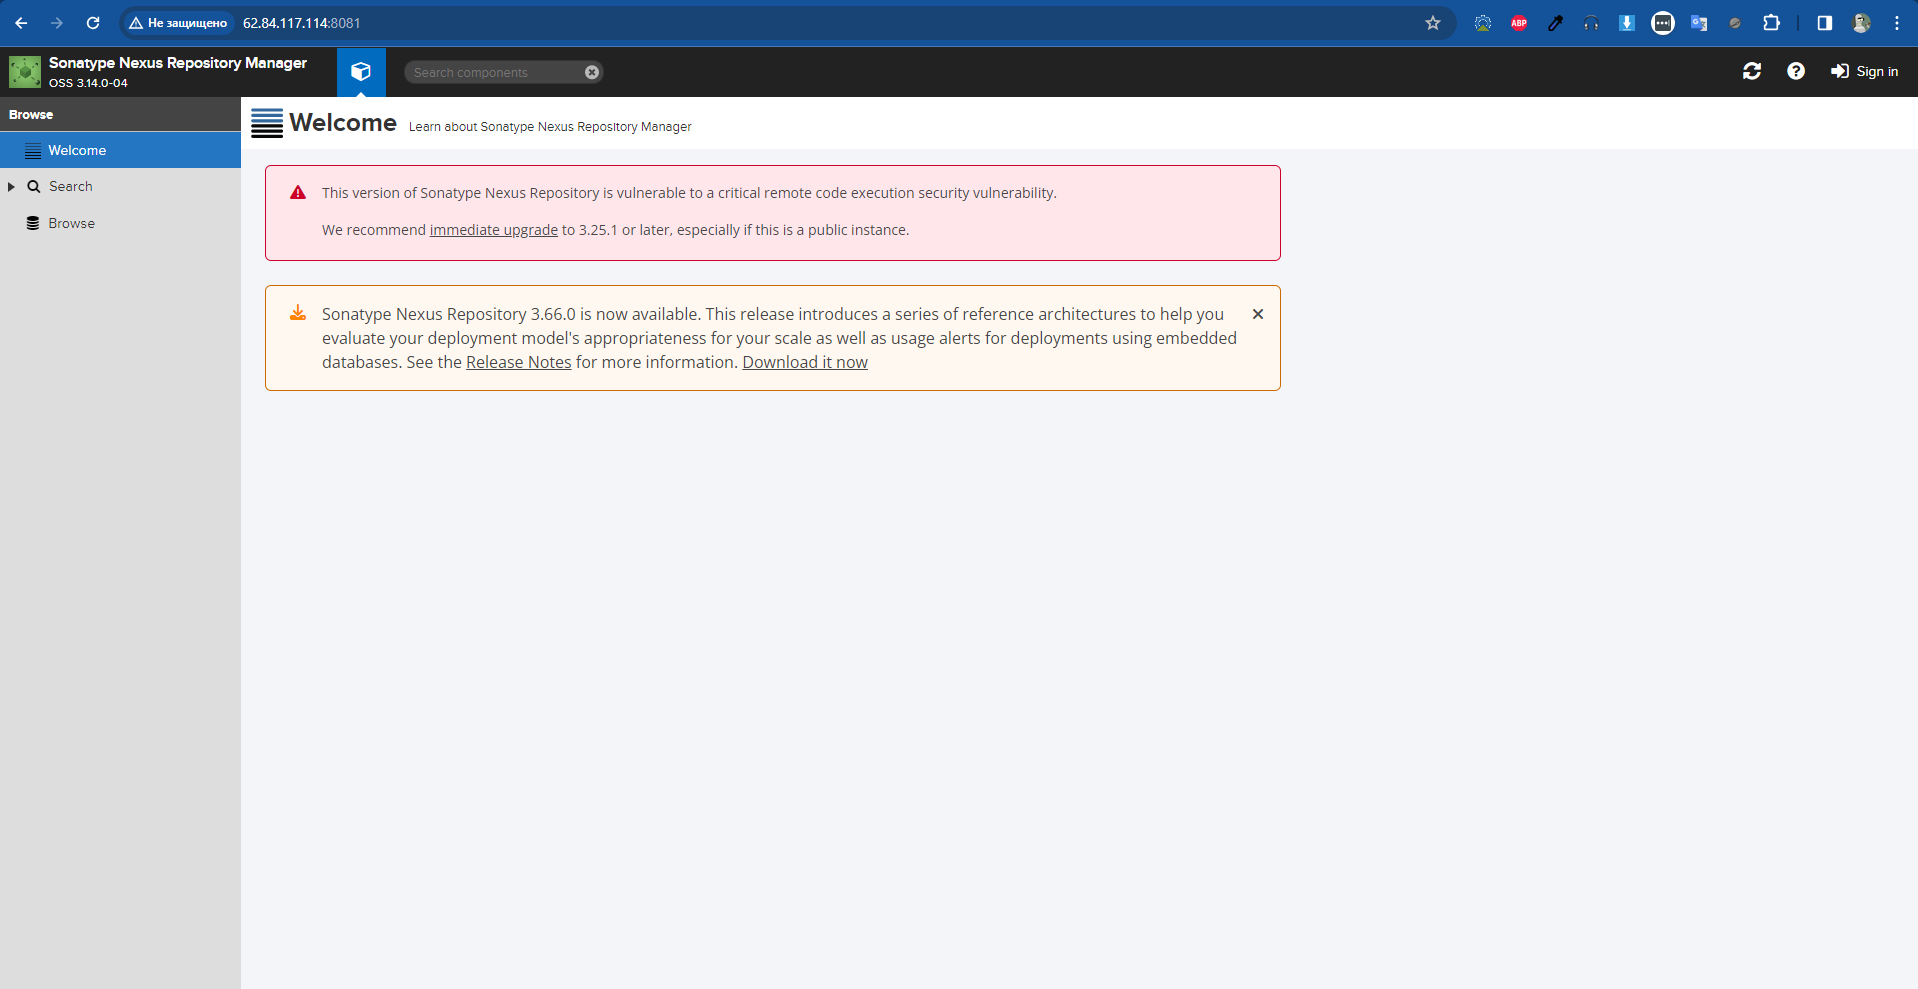 Не защищено
62.84.117.114:8081
ABP
Sonatype Nexus Repository Manager
OSS 3.14.0-04
Search components
Sign in
Browse
Welcome
Search
Browse
Welcome Learn about Sonatype Nexus Repository Manager
This version of Sonatype Nexus Repository is vulnerable to a critical remote code execution security vulnerability.
We recommend immediate upgrade to 3.25.1 or later, especially if this is a public instance.
Sonatype Nexus Repository 3.66.0 is now available. This release introduces a series of reference architectures to help you
evaluate your deployment model's appropriateness for your scale as well as usage alerts for deployments using embedded
databases. See the Release Notes for more information. Download it now